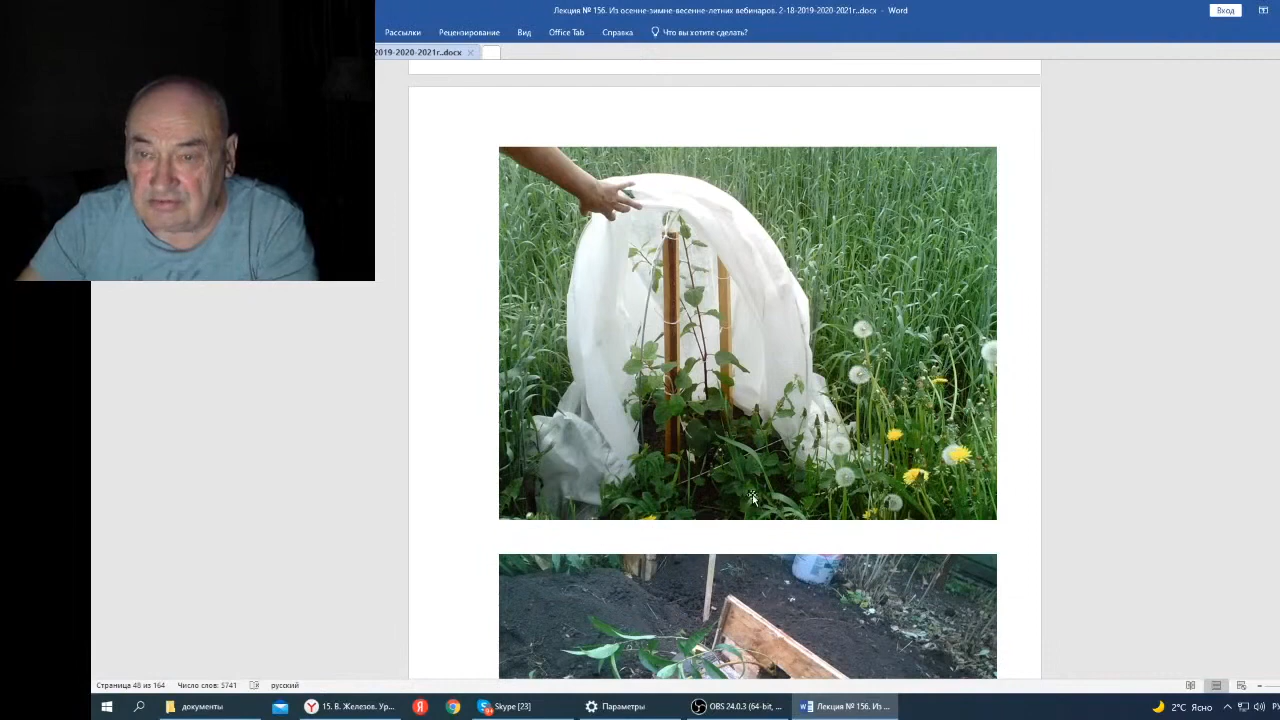 Лекция № 156. Из осенне-зимне-весенне-летних вебинаров. 2-18-2019-2020-2021г..docx - Word
Вход
Рассылки Рецензирование Вид Office Tab Справка Что вы хотите сделать?
2019-2020-2021г..docx
Страница 48 из 164 Число слов: 5741 русский
документы 15. В. Железов. Ур... Skype [23] Параметры OBS 24.0.3 (64-bit, ... Лекция № 156. Из ... 2°C Ясно